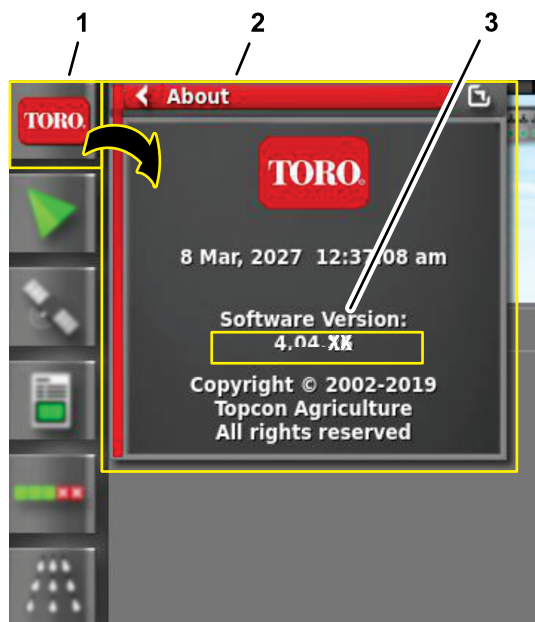 1 2 3
TORO.
About
TORO.
8 Mar, 2027 12:37:08 am
Software Version:
4.04.XX
Copyright © 2002-2019
Topcon Agriculture
All rights reserved